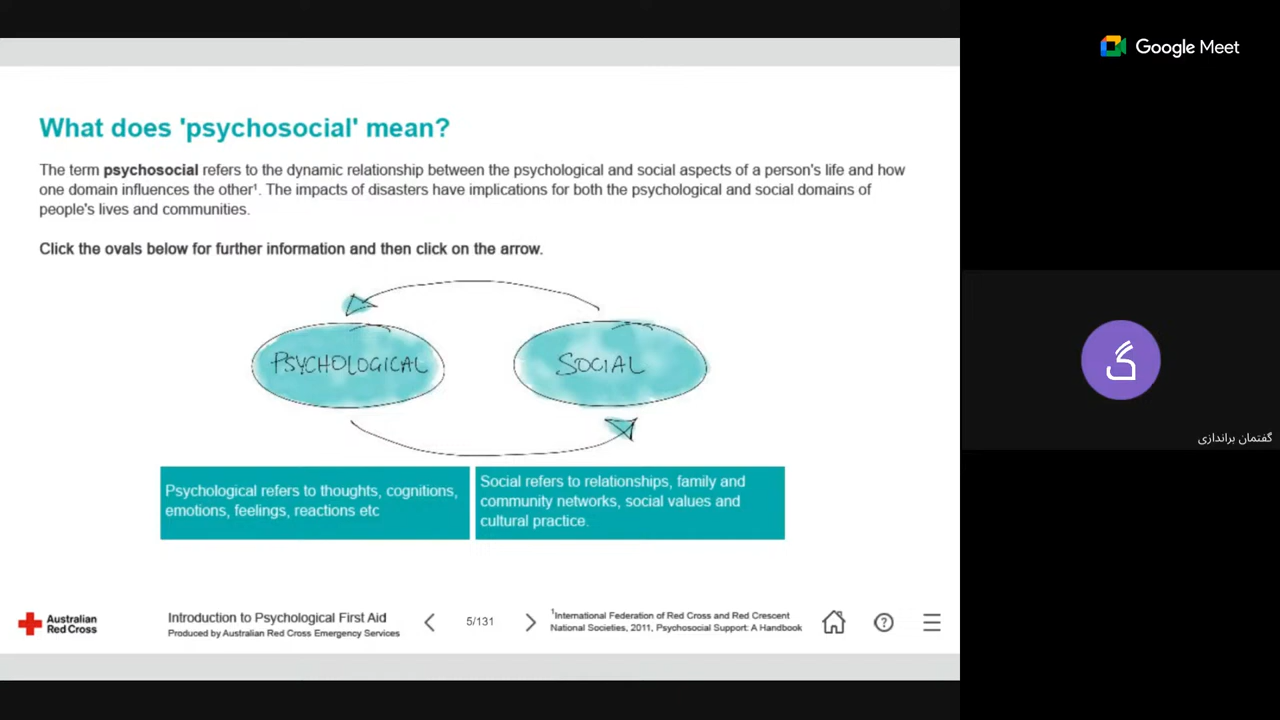 Google Meet
What does 'psychosocial' mean?
The term psychosocial refers to the dynamic relationship between the psychological and social aspects of a person's life and how
one domain influences the other¹. The impacts of disasters have implications for both the psychological and social domains of
people's lives and communities.
Click the ovals below for further information and then click on the arrow.
PSYCHOLOGICAL
SOCIAL
گ
گفتمان براندازی
Psychological refers to thoughts, cognitions,
emotions, feelings, reactions etc
Social refers to relationships, family and
community networks, social values and
cultural practice.
Australian
Red Cross
Introduction to Psychological First Aid
Produced by Australian Red Cross Emergency Services
5/131
¹International Federation of Red Cross and Red Crescent
National Societies, 2011, Psychosocial Support: A Handbook
?